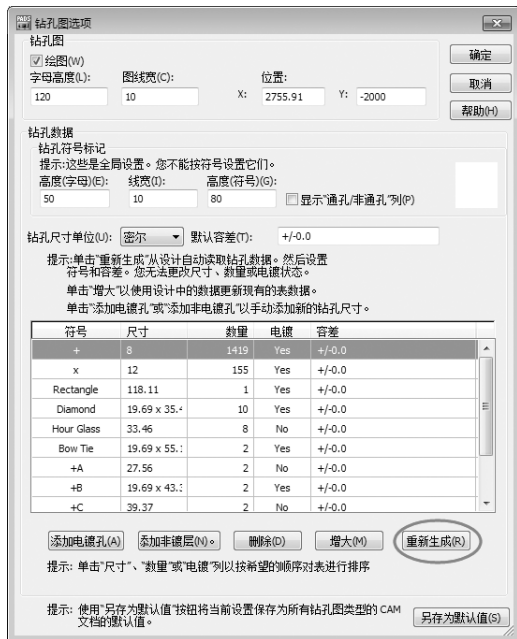 钻孔图选项
钻孔图
绘图(W)
字母高度(L): 图线宽(C): 位置:
120 10 X: 2755.91 Y: -2000
确定
取消
帮助(H)
钻孔数据
钻孔符号标记
提示:这些是全局设置。您不能按符号设置它们。
高度(字母)(E): 线宽(I): 高度(符号)(G):
50 10 80 显示"通孔/非通孔"列(P)
钻孔尺寸单位(U): 密尔 默认容差(T): +/-0.0
提示:单击"重新生成"从设计自动读取钻孔数据。然后设置
符号和容差。您无法更改尺寸、数量或电镀状态。
单击"增大"以使用设计中的数据更新现有的表数据。
单击"添加电镀孔"或"添加非电镀孔"以手动添加新的钻孔尺寸。
符号 尺寸 数量 电镀 容差
+ 8 1419 Yes +/-0.0
x 12 155 Yes +/-0.0
Rectangle 118.11 1 Yes +/-0.0
Diamond 19.69 x 35.4 10 Yes +/-0.0
Hour Glass 33.46 8 No +/-0.0
Bow Tie 19.69 x 55.: 2 Yes +/-0.0
+A 27.56 2 No +/-0.0
+B 19.69 x 43.: 2 Yes +/-0.0
+C 39.37 2 No +/-0.0
添加电镀孔(A) 添加非镀层(N)。 删除(D) 增大(M) 重新生成(R)
提示: 单击"尺寸"、"数量"或"电镀"列以按希望的顺序对表进行排序
提示: 使用"另存为默认值"按钮将当前设置保存为所有钻孔图类型的 CAM
文档的默认值。
另存为默认值(S)